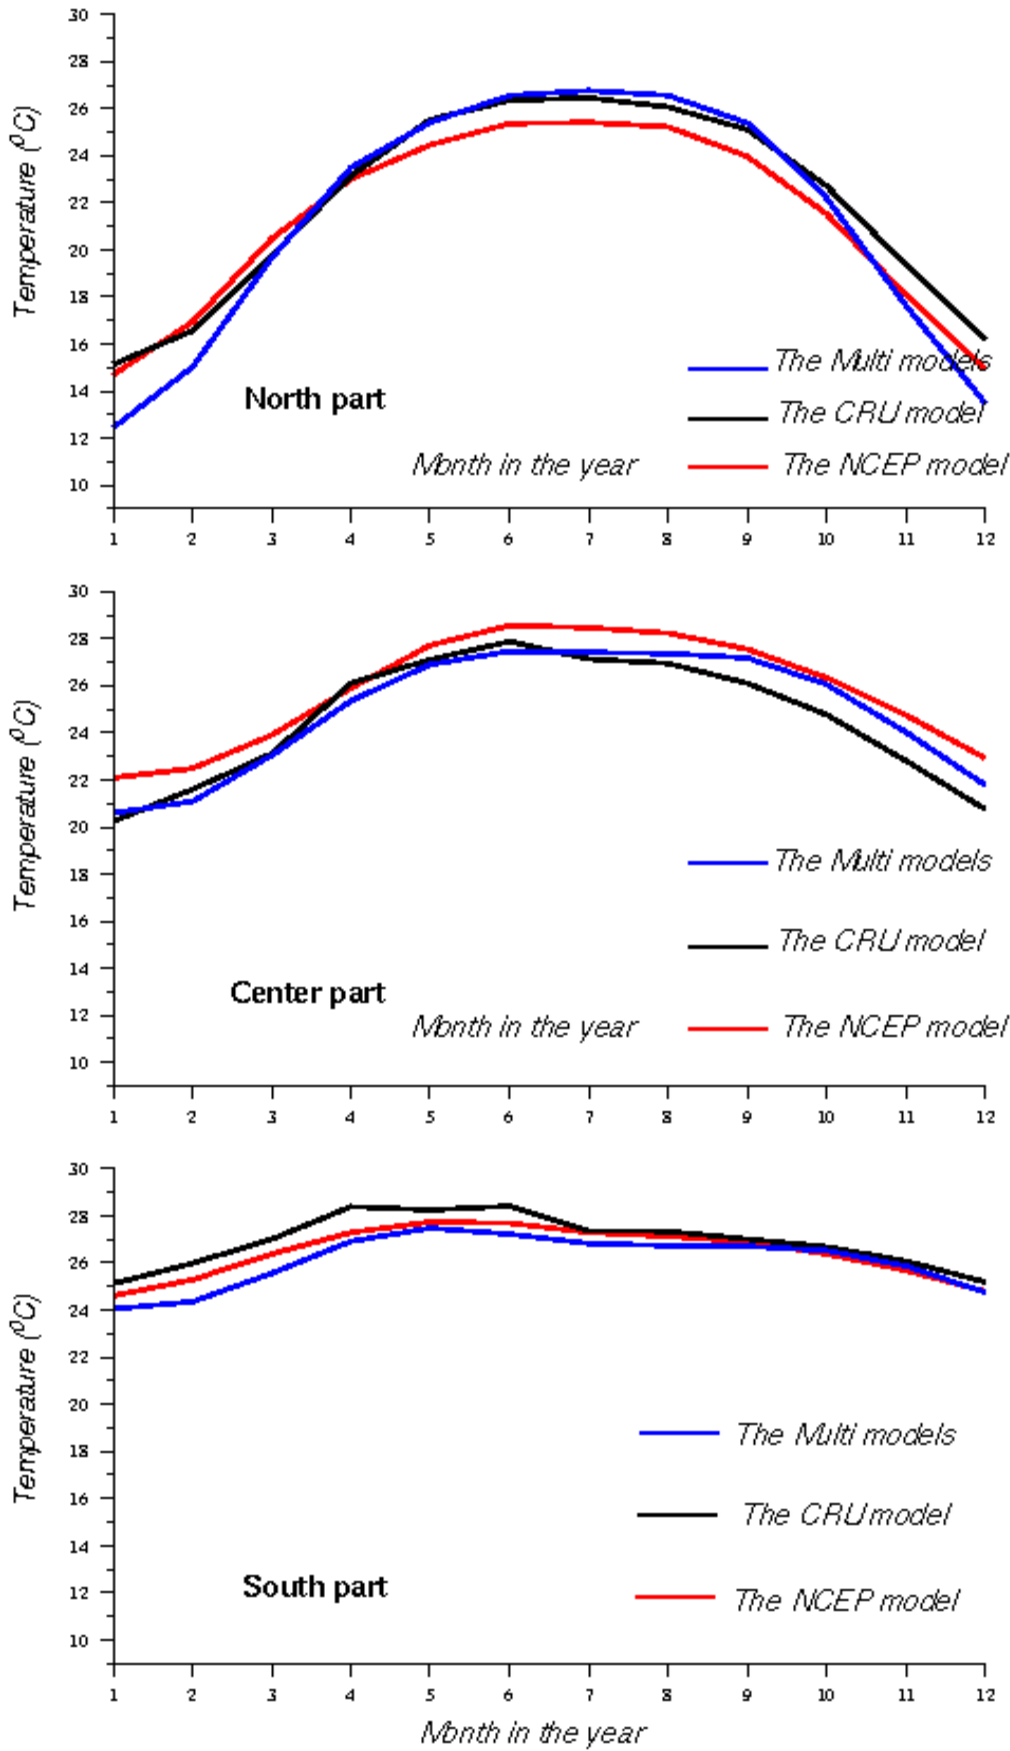 30
28
26
24
22
20
18
16
14
12
10
Temperature (⁰C)
The Multi models
North part
The CRU model
Month in the year
The NCEP model
1 2 3 4 5 6 7 8 9 10 11 12
30
28
26
24
22
20
18
16
14
12
10
Temperature (⁰C)
The Multi models
The CRU model
Center part
Month in the year
The NCEP model
1 2 3 4 5 6 7 8 9 10 11 12
30
28
26
24
22
20
18
16
14
12
10
Temperature (⁰C)
The Multi models
The CRU model
South part
The NCEP model
1 2 3 4 5 6 7 8 9 10 11 12
Month in the year